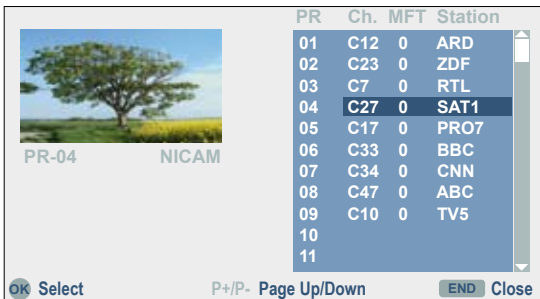 PR Ch. MFT Station
01 C12 0 ARD
02 C23 0 ZDF
03 C7 0 RTL
04 C27 0 SAT1
05 C17 0 PRO7
06 C33 0 BBC
07 C34 0 CNN
08 C47 0 ABC
09 C10 0 TV5
10
11
PR-04 NICAM
OK Select P+/P- Page Up/Down END Close